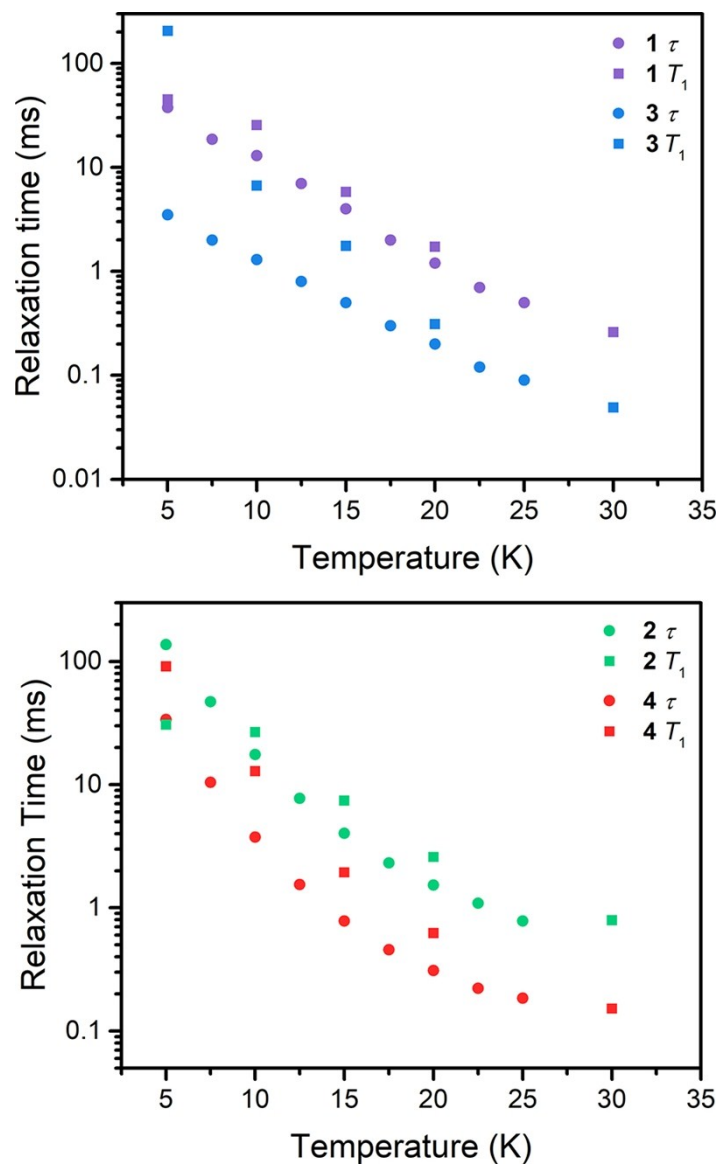 Relaxation time (ms)
100
10
1
0.1
0.01
1 τ
1 T₁
3 τ
3 T₁
5 10 15 20 25 30 35
Temperature (K)
Relaxation Time (ms)
100
10
1
0.1
2 τ
2 T₁
4 τ
4 T₁
5 10 15 20 25 30 35
Temperature (K)